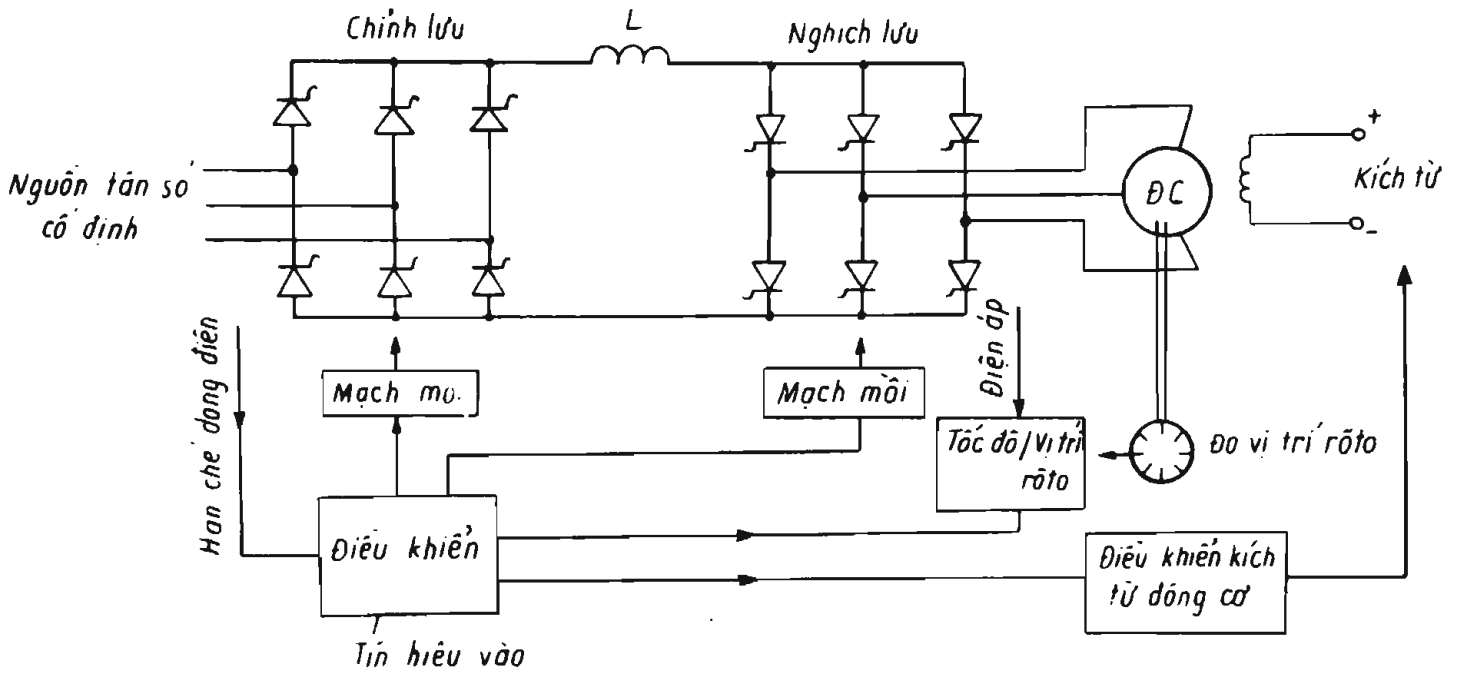 Chỉnh lưu
L
Nghịch lưu
Nguồn tần số
cố định
ĐC
+
Kích từ
-
Hạn chế dòng điện
Mạch mồ.
Mạch mồi
Điện áp
Tốc độ/Vị trí
rôto
Đo vị trí rôto
Điều khiển
Điều khiển kích
từ động cơ
Tín hiệu vào